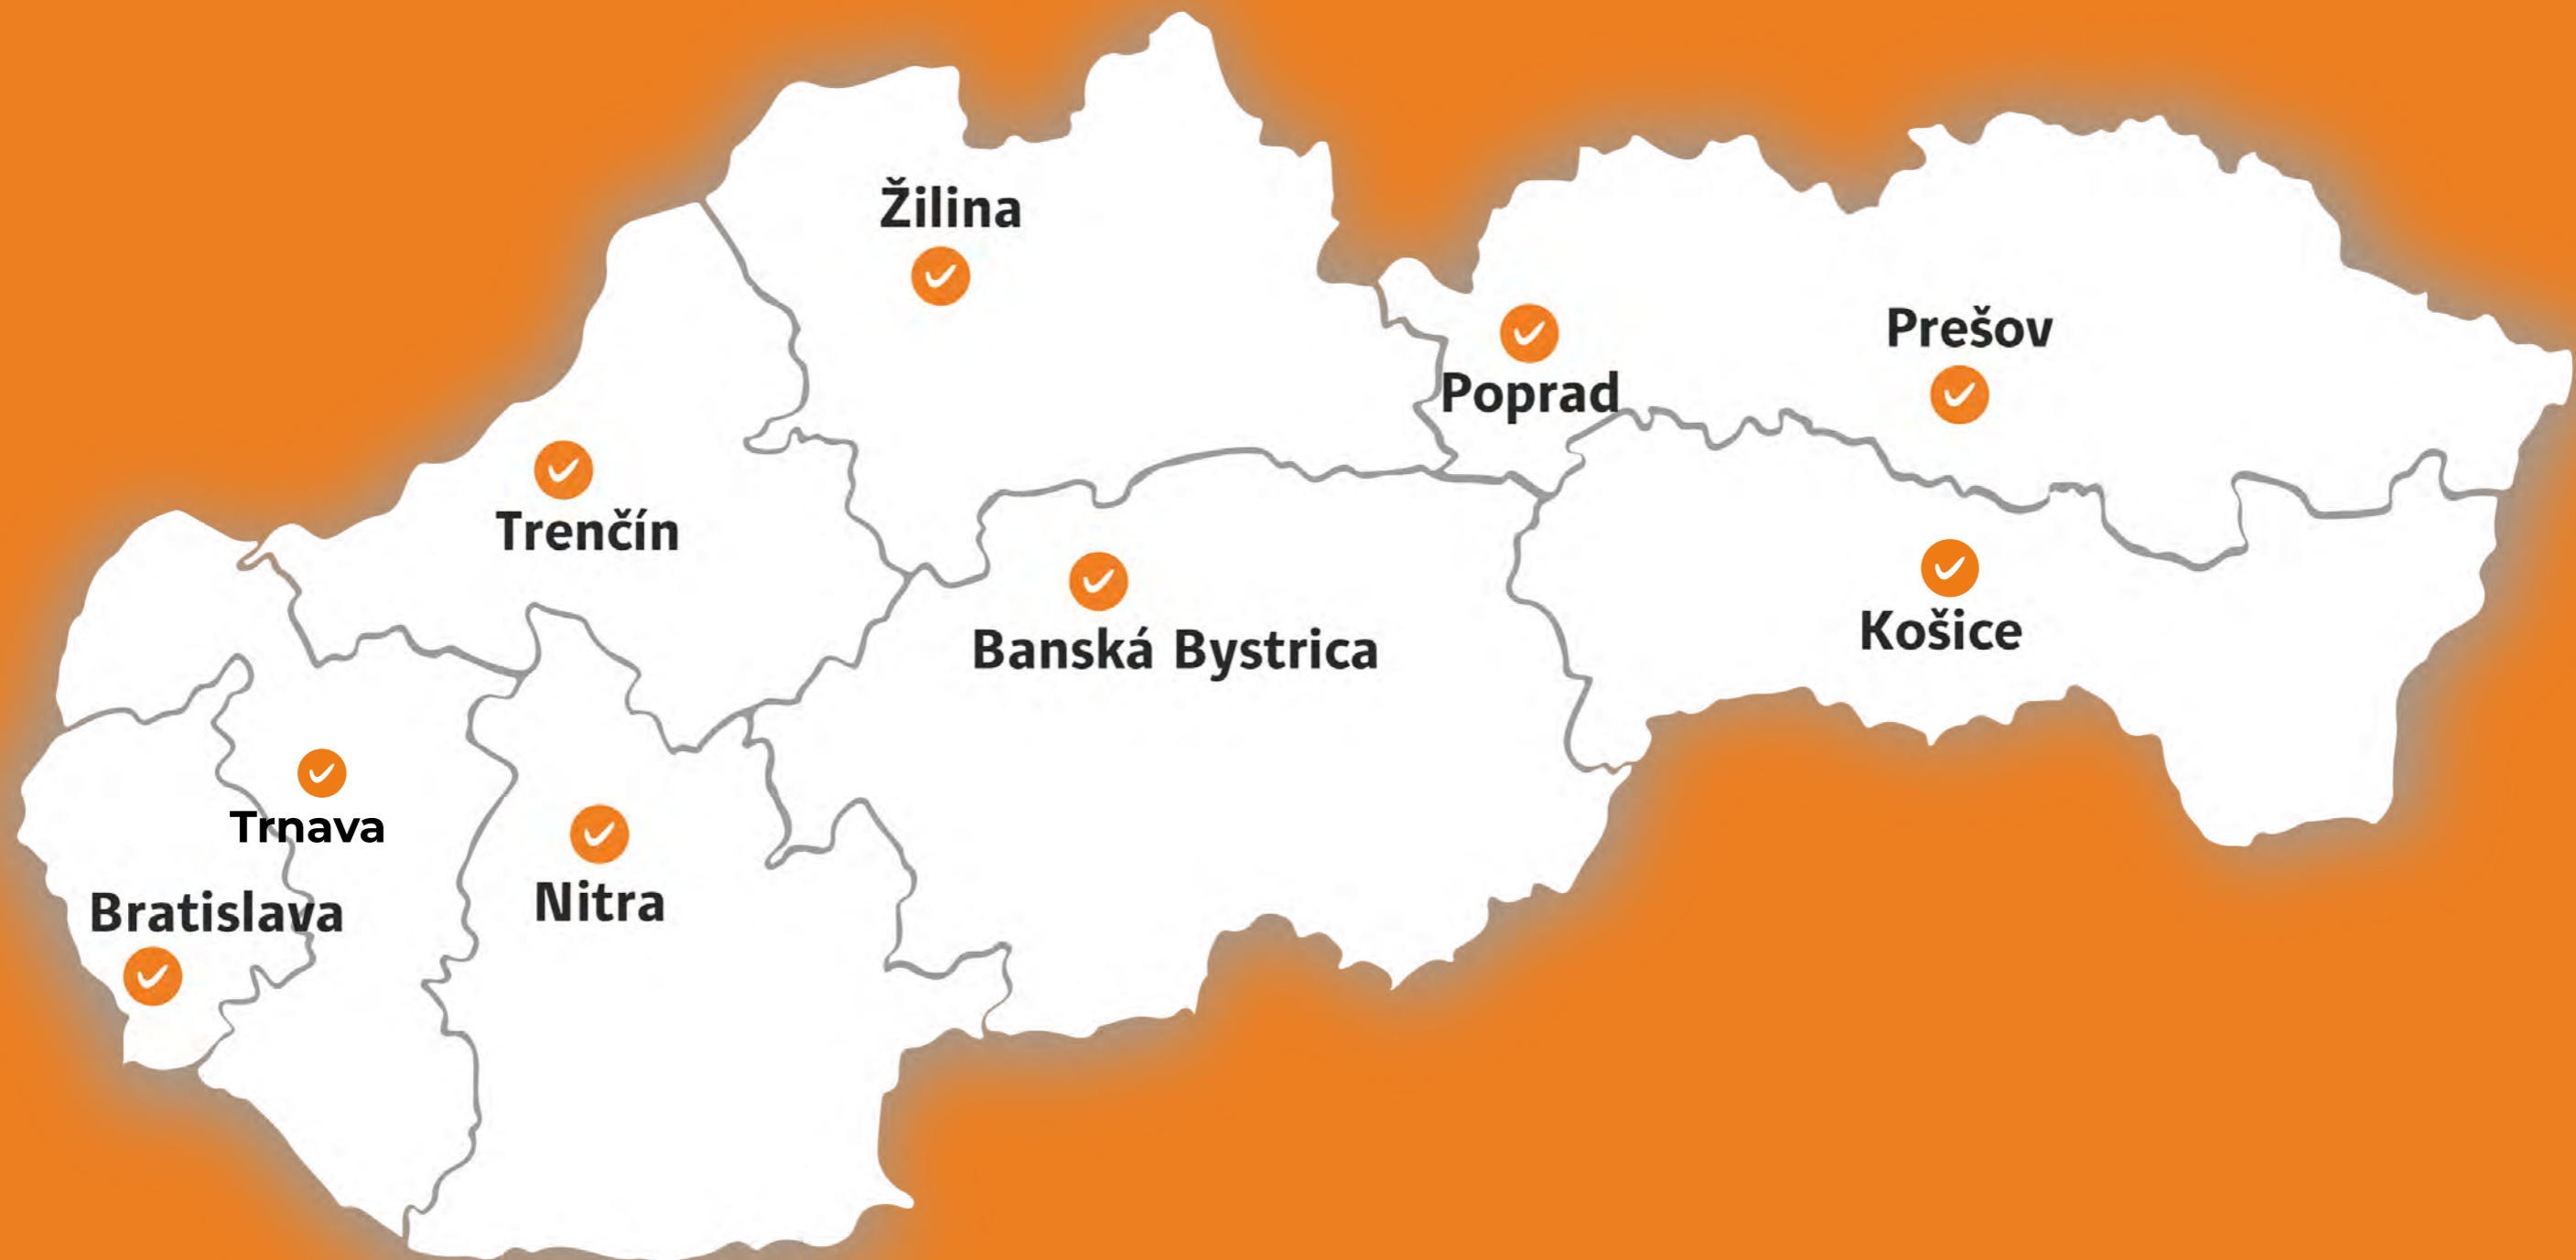 Žilina
Prešov
Poprad
Trenčín
Košice
Banská Bystrica
Trnava
Nitra
Bratislava